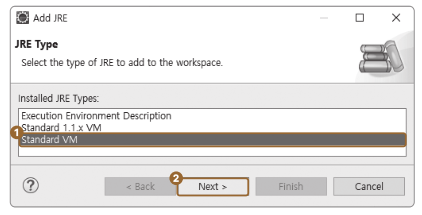 Add JRE
JRE Type
Select the type of JRE to add to the workspace.
Installed JRE Types:
Execution Environment Description
Standard 1.1.x VM
1
Standard VM
2
? < Back Next > Finish Cancel